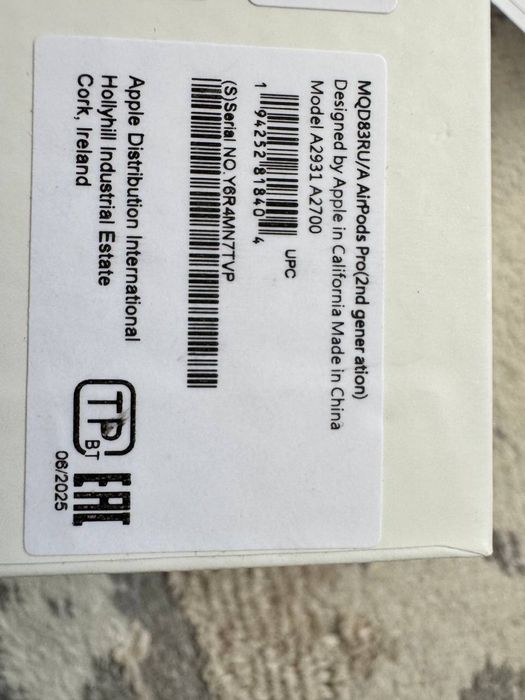 MQD83RU/A AirPods Pro(2nd gener ation)
Designed by Apple in California Made in China
Model A2931 A2700
UPC
1 94252 81840 4
(S)Serial NO.Y6R4MN7TVP
Apple Distribution International
Hollyhill Industrial Estate
Cork, Ireland
TP
BT
EAC
06/2025